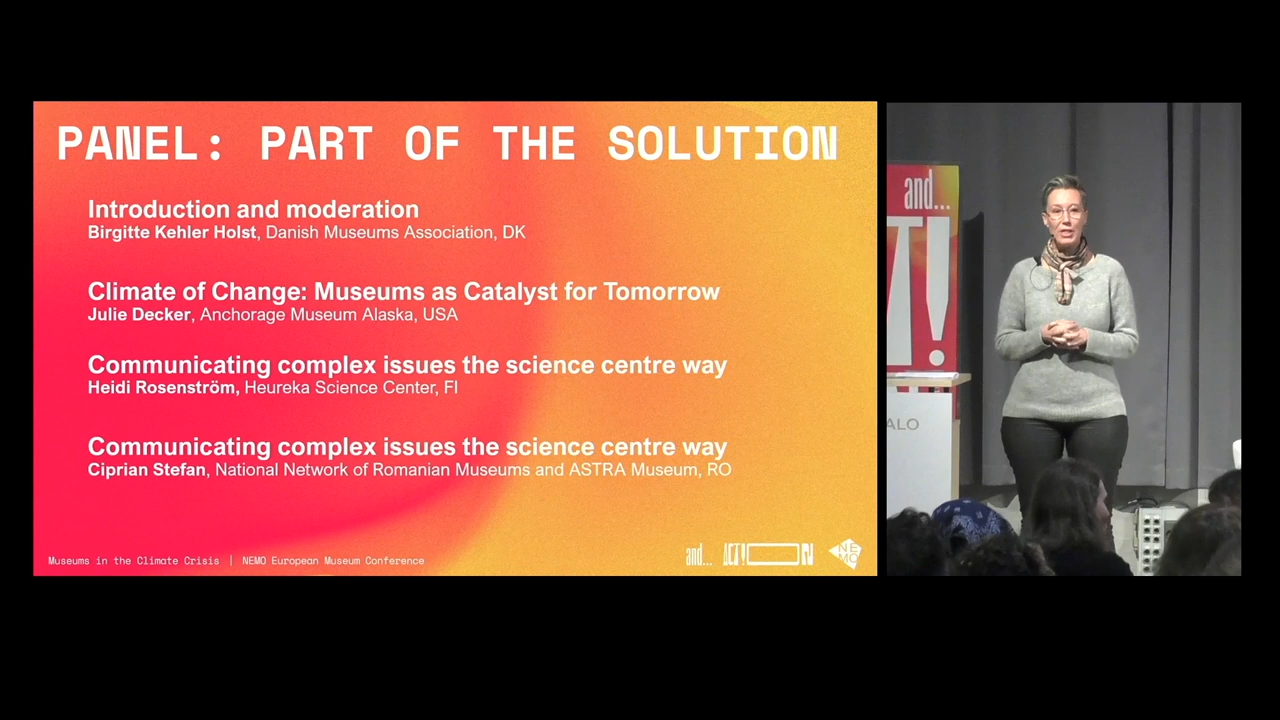 PANEL: PART OF THE SOLUTION
Introduction and moderation
Birgitte Kehler Holst, Danish Museums Association, DK
Climate of Change: Museums as Catalyst for Tomorrow
Julie Decker, Anchorage Museum Alaska, USA
Communicating complex issues the science centre way
Heidi Rosenström, Heureka Science Center, FI
Communicating complex issues the science centre way
Ciprian Stefan, National Network of Romanian Museums and ASTRA Museum, RO
Museums in the Climate Crisis | NEMO European Museum Conference
and... ACTION
NE
MO
and...
T!
ALO